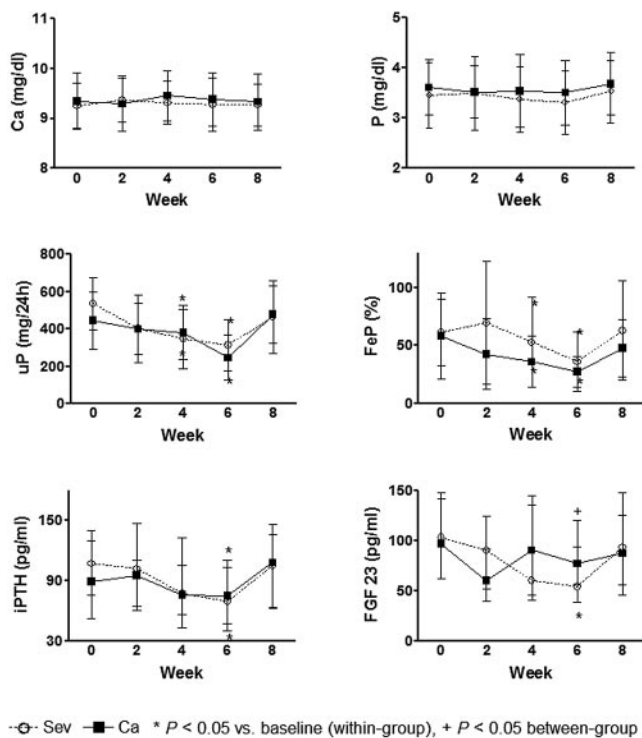 11
10
9
8
Ca (mg/dl)
0 2 4 6 8
Week
5
4
3
2
P (mg/dl)
0 2 4 6 8
Week
800
600
400
200
0
uP (mg/24h)
* * * *
0 2 4 6 8
Week
100
50
0
FeP (%)
* * * *
0 2 4 6 8
Week
150
90
30
iPTH (pg/ml)
* *
0 2 4 6 8
Week
150
100
50
0
FGF 23 (pg/ml)
+
*
0 2 4 6 8
Week
Sev Ca * P < 0.05 vs. baseline (within-group), + P < 0.05 between-group